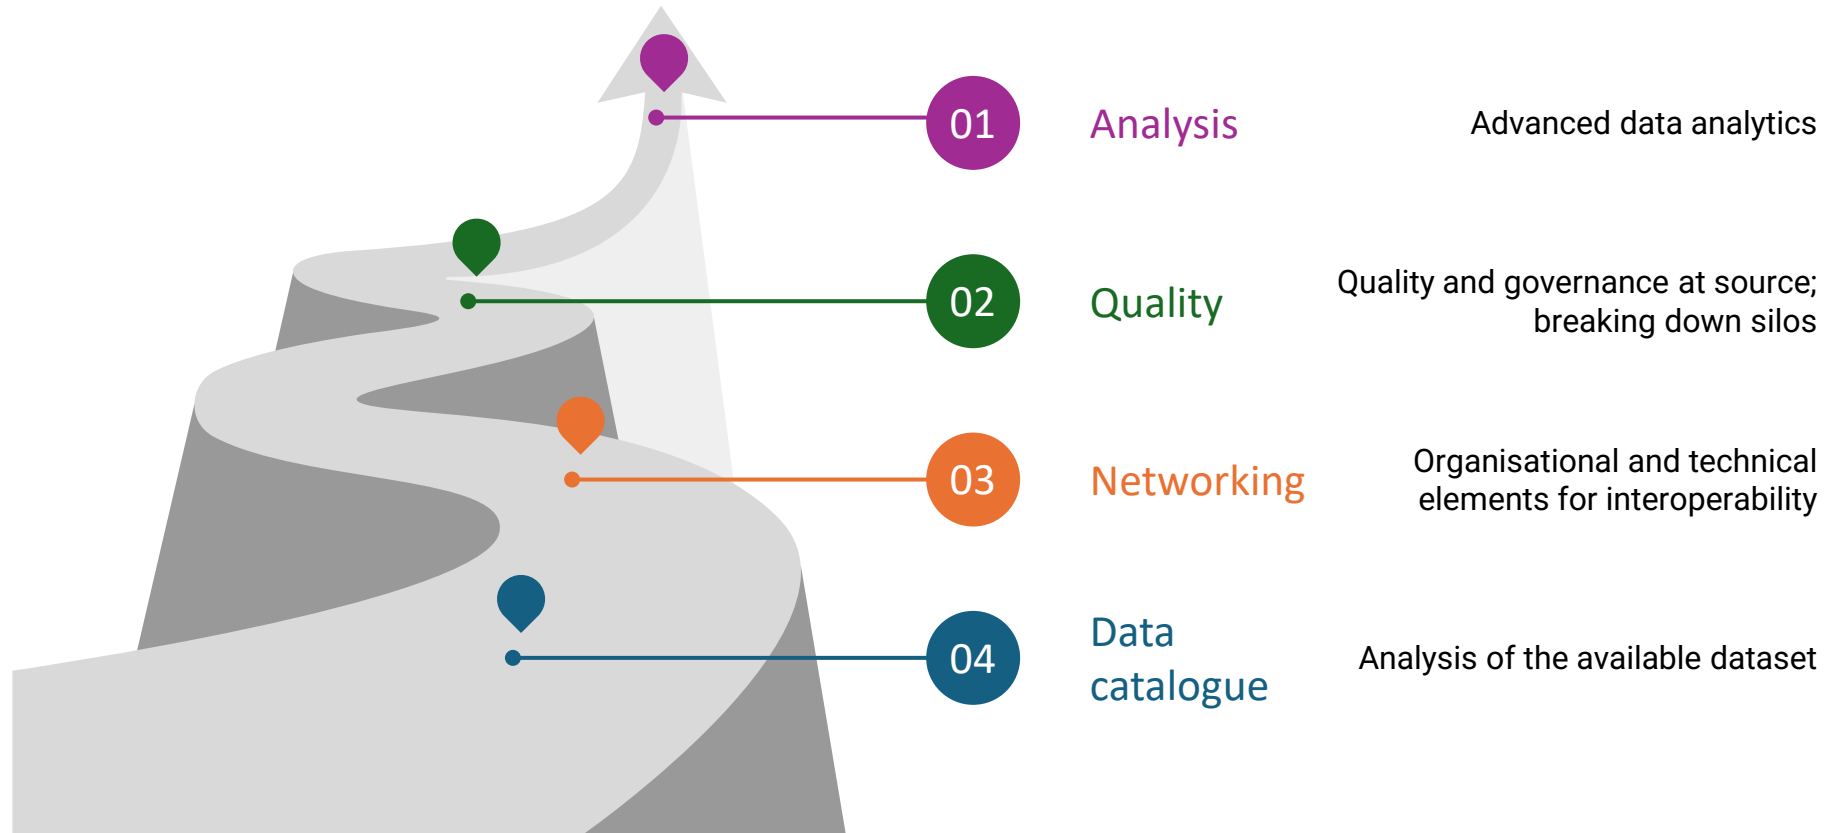 01
Analysis
Advanced data analytics
02
Quality
Quality and governance at source;
breaking down silos
03
Networking
Organisational and technical
elements for interoperability
04
Data
catalogue
Analysis of the available dataset